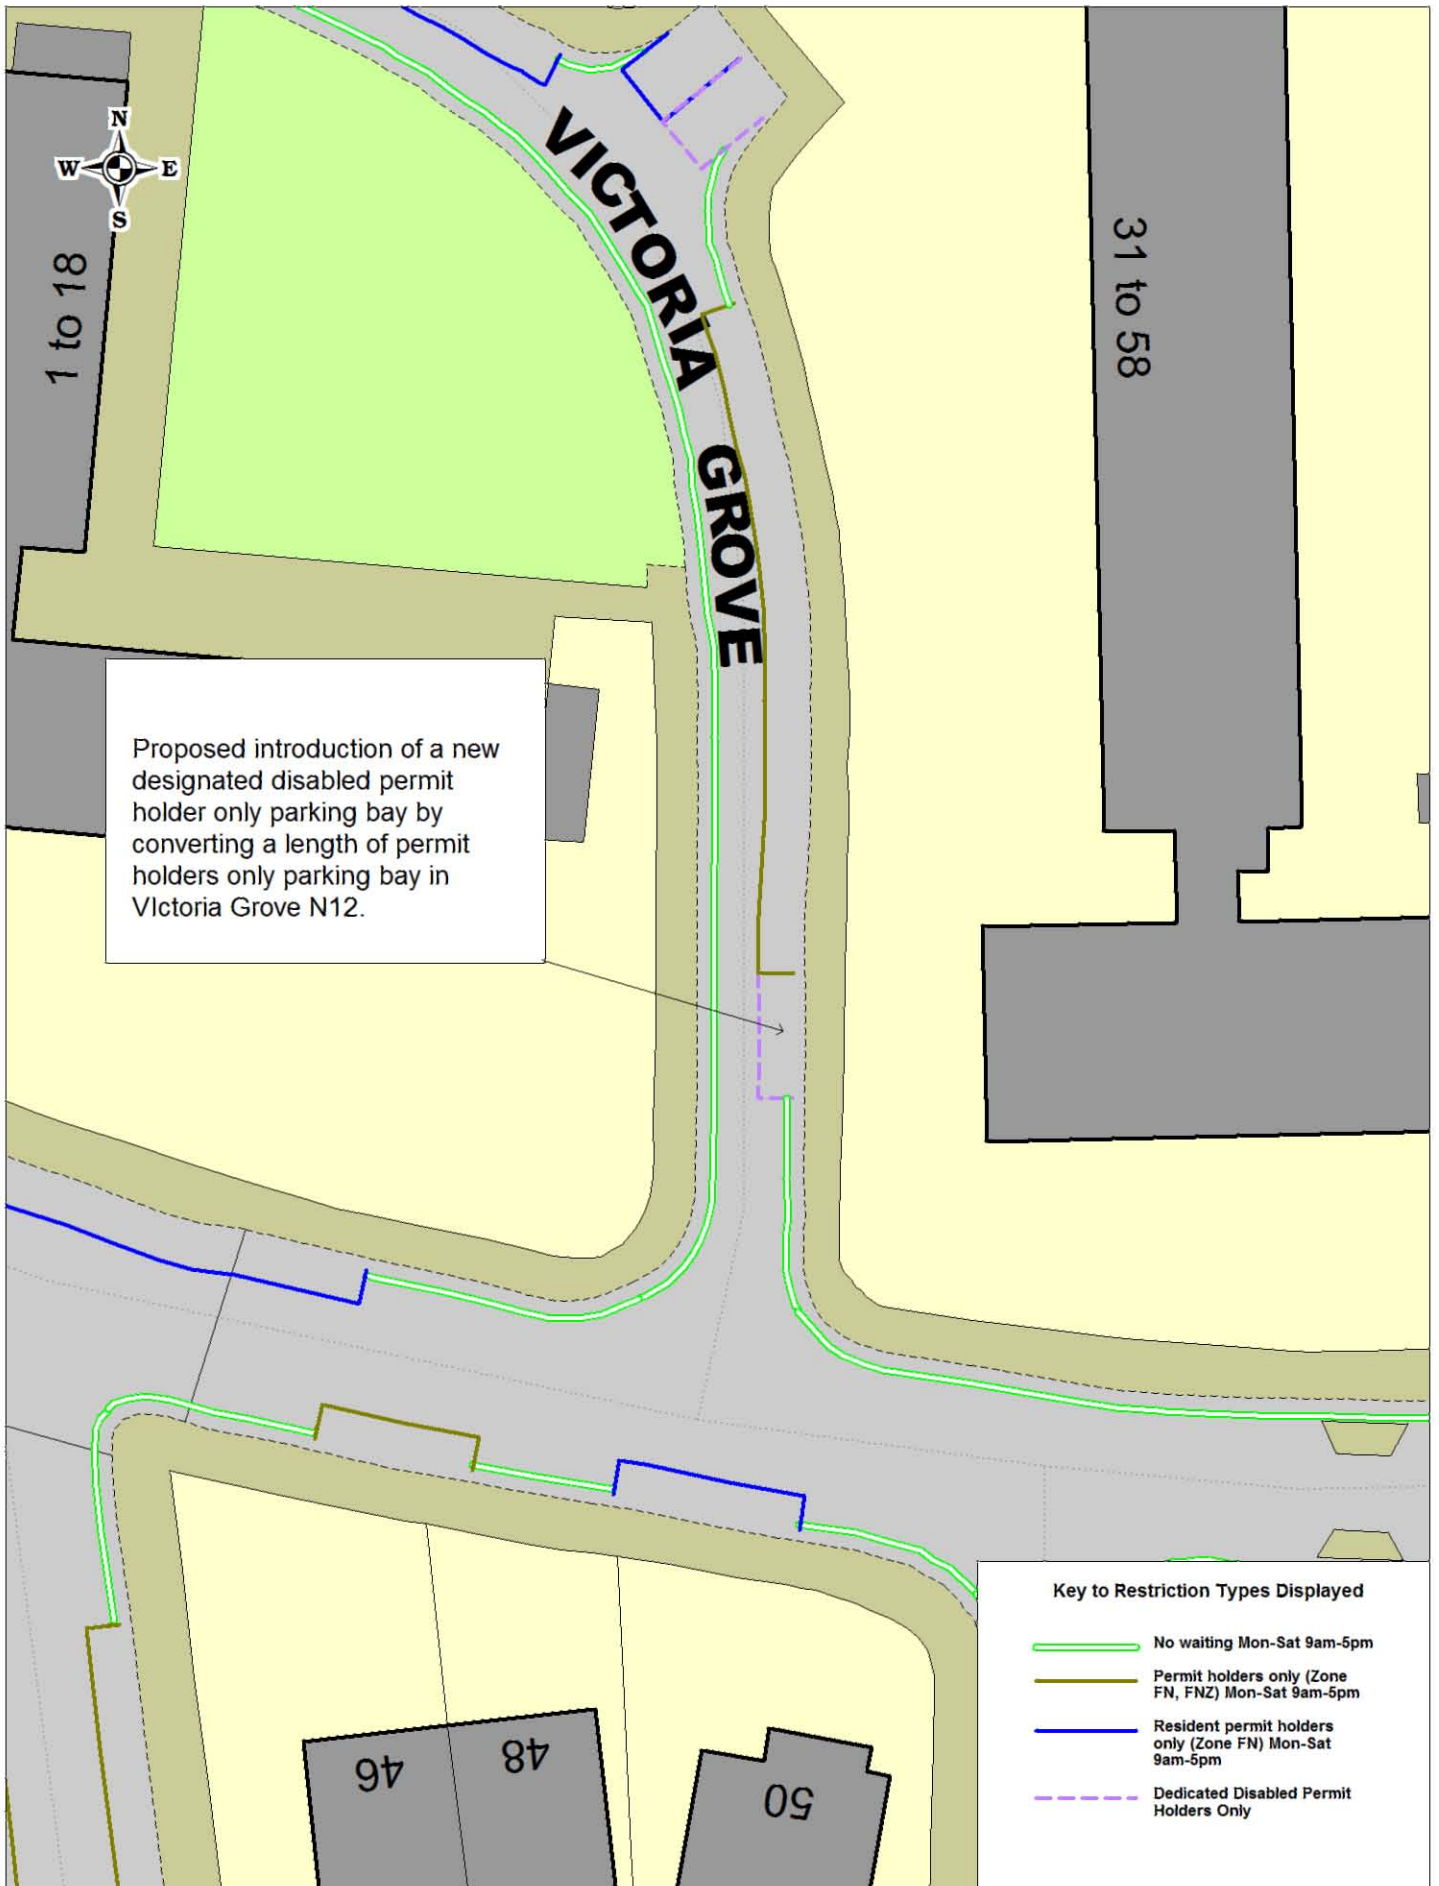 N
W E
S
1 to 18
VICTORIA GROVE
31 to 58
Proposed introduction of a new
designated disabled permit
holder only parking bay by
converting a length of permit
holders only parking bay in
VIctoria Grove N12.
46
48
50
Key to Restriction Types Displayed
No waiting Mon-Sat 9am-5pm
Permit holders only (Zone
FN, FNZ) Mon-Sat 9am-5pm
Resident permit holders
only (Zone FN) Mon-Sat
9am-5pm
Dedicated Disabled Permit
Holders Only